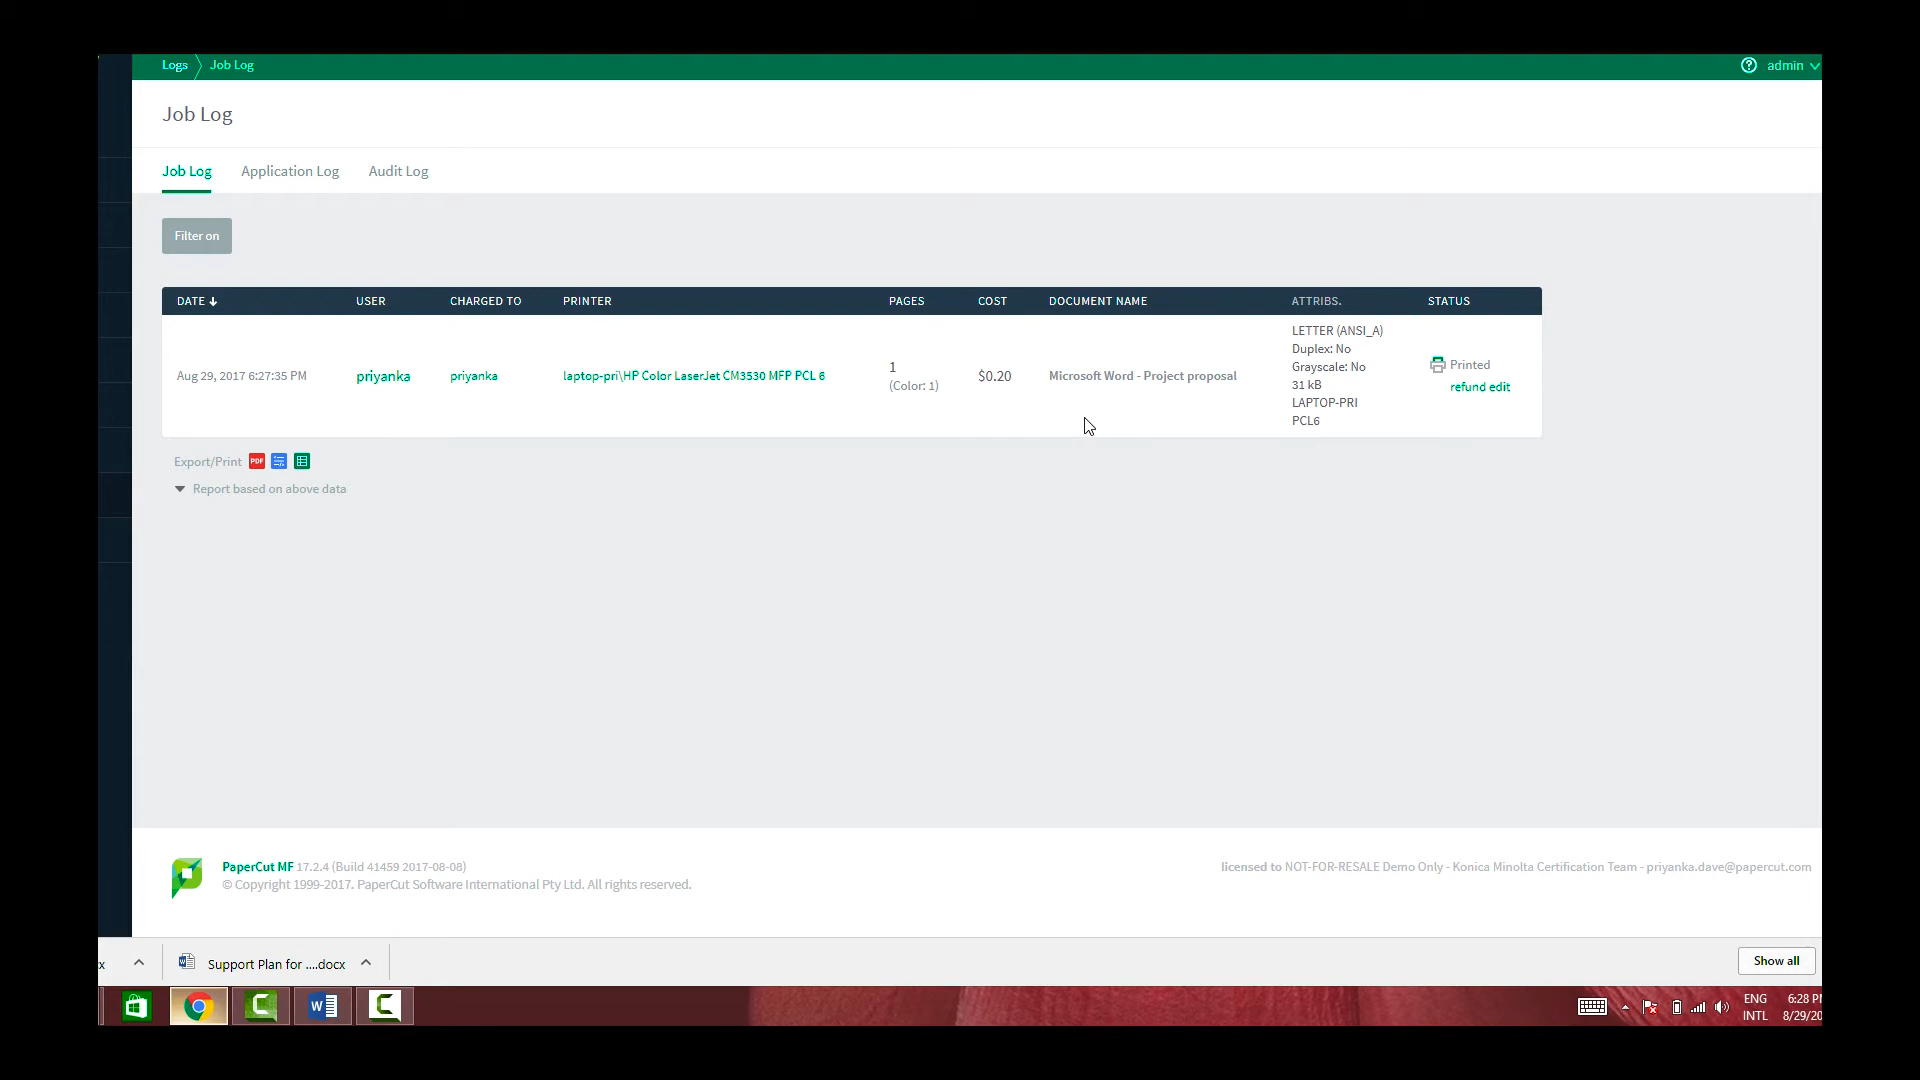 Logs Job Log admin
Job Log
Job Log Application Log Audit Log
Filter on
DATE USER CHARGED TO PRINTER PAGES COST DOCUMENT NAME ATTRIBS. STATUS
Aug 29, 2017 6:27:35 PM priyanka priyanka laptop-pri\HP Color LaserJet CM3530 MFP PCL 6 1 $0.20 Microsoft Word - Project proposal
(Color: 1)
LETTER (ANSI_A)
Duplex: No
Grayscale: No
31 kB
LAPTOP-PRI
PCL6
Printed
refund edit
Export/Print PDF
Report based on above data
PaperCut MF 17.2.4 (Build 41459 2017-08-08)
© Copyright 1999-2017. PaperCut Software International Pty Ltd. All rights reserved.
licensed to NOT-FOR-RESALE Demo Only - Konica Minolta Certification Team - priyanka.dave@papercut.com
x Support Plan for ....docx Show all
ENG 6:28 P
INTL 8/29/20